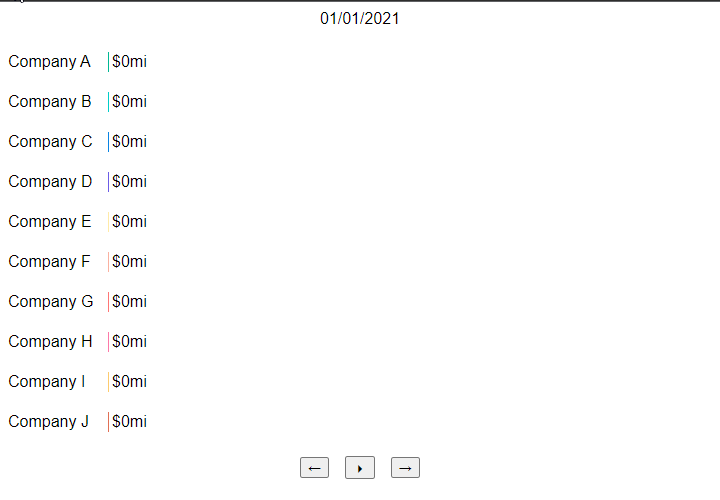 01/01/2021
Company A $0mi
Company B $0mi
Company C $0mi
Company D $0mi
Company E $0mi
Company F $0mi
Company G $0mi
Company H $0mi
Company I $0mi
Company J $0mi
← ⏵ →